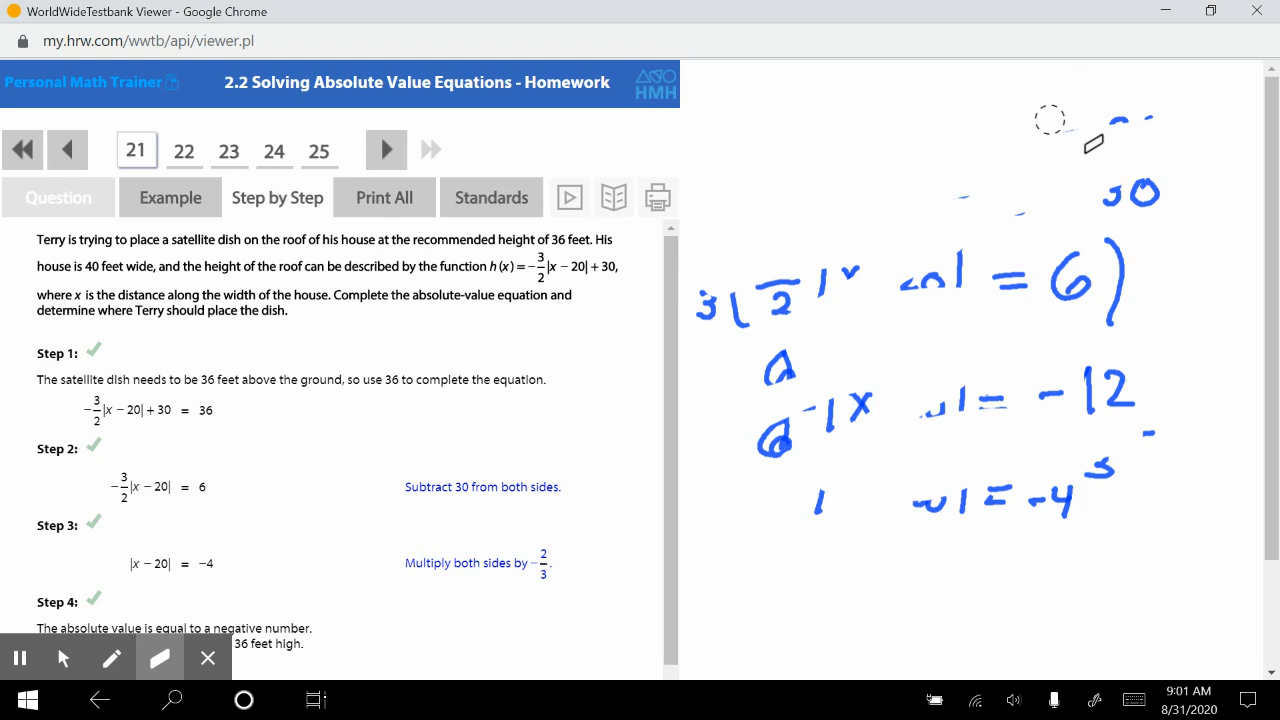 WorldWideTestbank Viewer - Google Chrome
my.hrw.com/wwtb/api/viewer.pl
Personal Math Trainer
2.2 Solving Absolute Value Equations - Homework
HMH
21 22 23 24 25
Question Example Step by Step Print All Standards
Terry is trying to place a satellite dish on the roof of his house at the recommended height of 36 feet. His
house is 40 feet wide, and the height of the roof can be described by the function h (x) = -3/2|x - 20| + 30,
where x is the distance along the width of the house. Complete the absolute-value equation and
determine where Terry should place the dish.
Step 1:
The satellite dish needs to be 36 feet above the ground, so use 36 to complete the equation.
-3/2|x - 20| + 30 = 36
Step 2:
-3/2|x - 20| = 6 Subtract 30 from both sides.
Step 3
|x - 20| = -4 Multiply both sides by -2/3.
Step 4:
The absolute value is equal to a negative number.
36 feet high.
= 6)
= -12
= -4
9:01 AM
8/31/2020